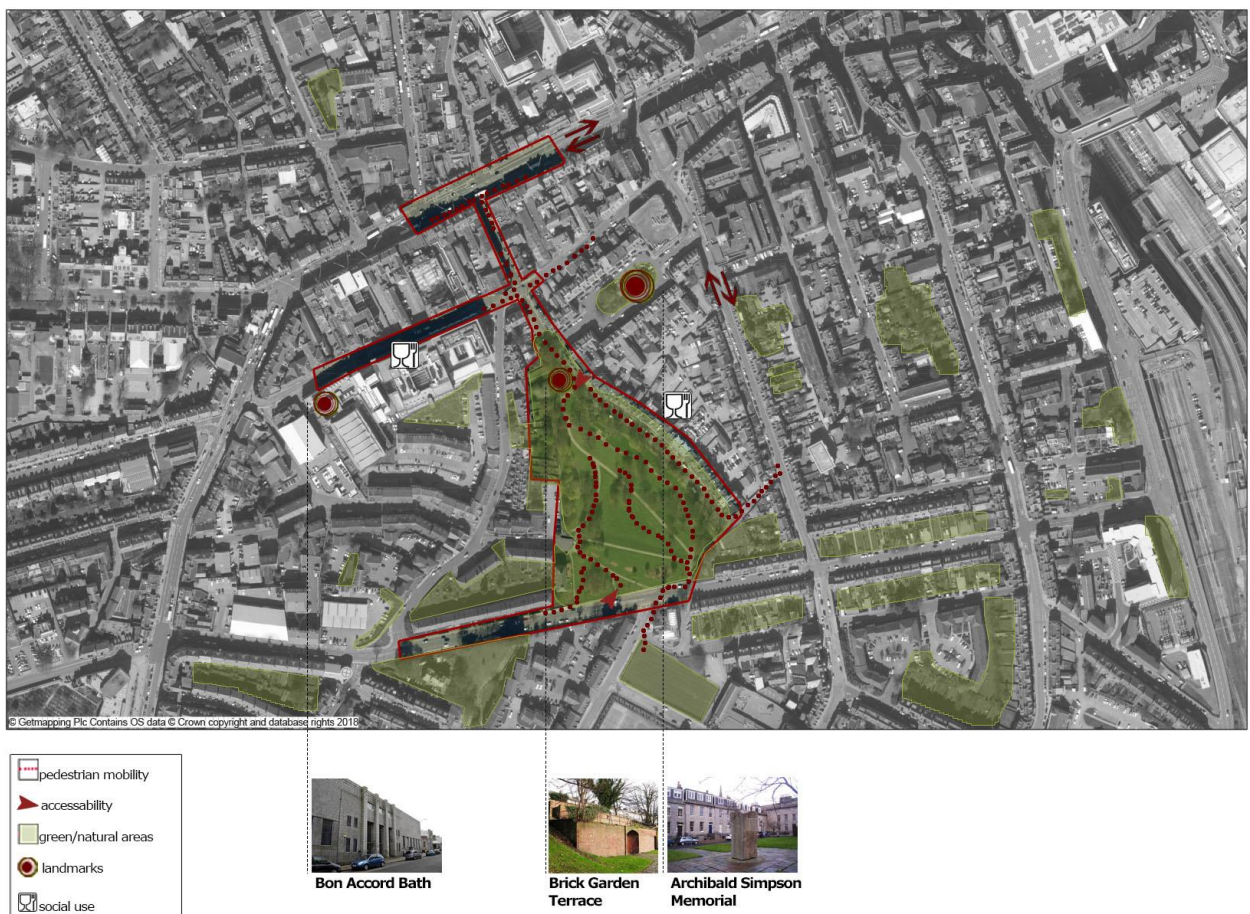 © Getmapping Plc Contains OS data © Crown copyright and database rights 2018
pedestrian mobility
accessability
green/natural areas
landmarks
social use
Bon Accord Bath
Brick Garden
Terrace
Archibald Simpson
Memorial